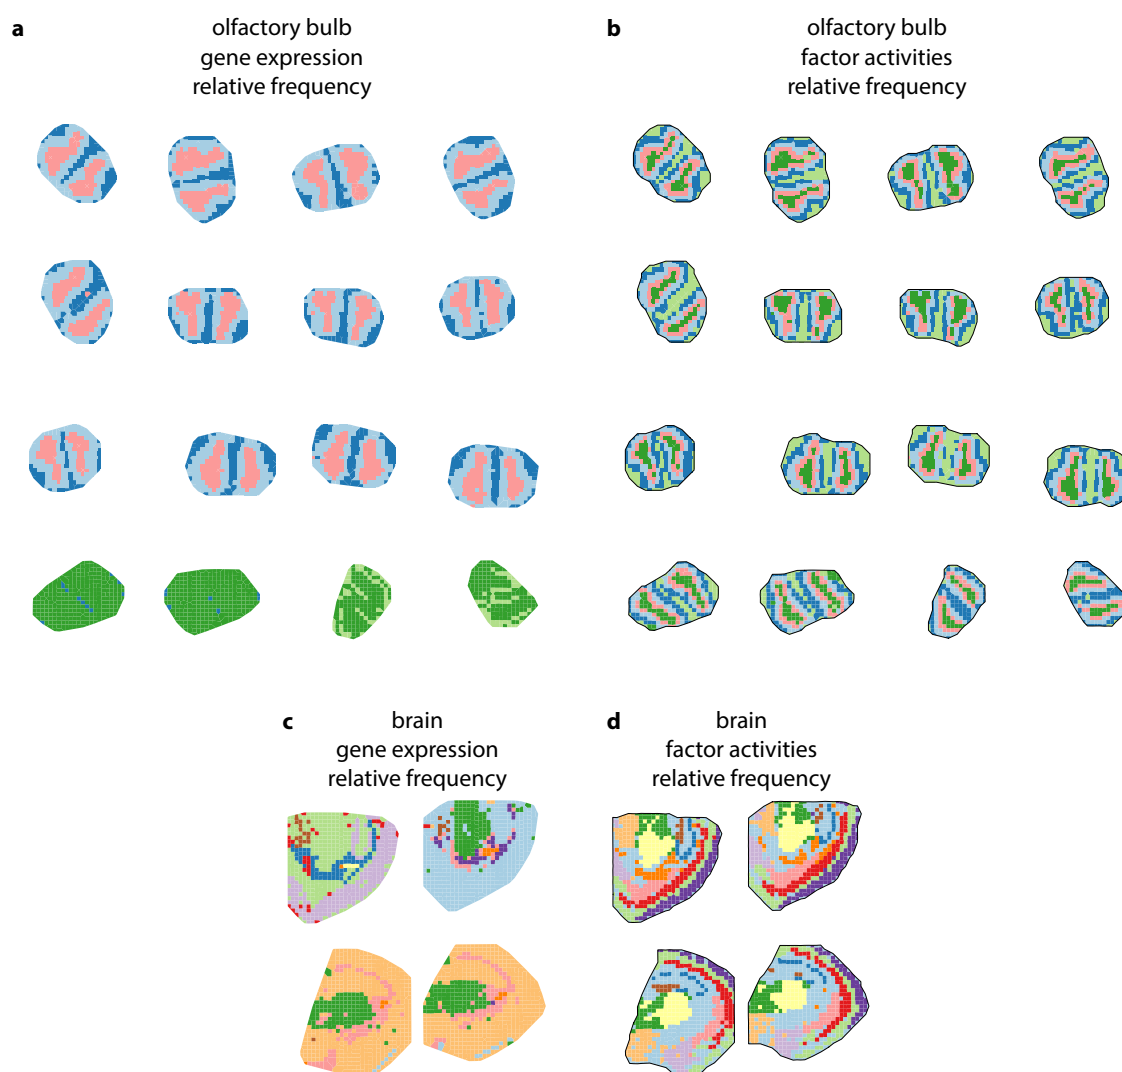 a
olfactory bulb
gene expression
relative frequency
b
olfactory bulb
factor activities
relative frequency
c
brain
gene expression
relative frequency
d
brain
factor activities
relative frequency